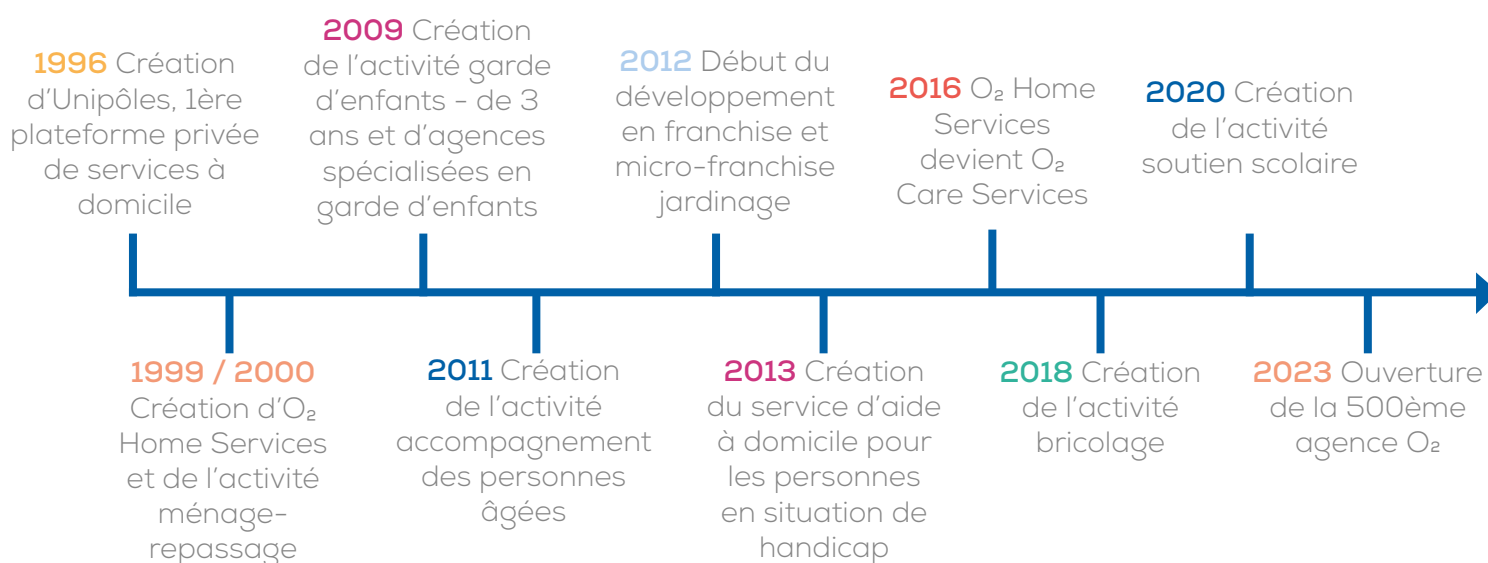 1996 Création
d'Unipôles, 1ère
plateforme privée
de services à
domicile
1999 / 2000
Création d'O₂
Home Services
et de l'activité
ménage-
repassage
2009 Création
de l'activité garde
d'enfants - de 3
ans et d'agences
spécialisées en
garde d'enfants
2011 Création
de l'activité
accompagnement
des personnes
âgées
2012 Début du
développement
en franchise et
micro-franchise
jardinage
2013 Création
du service d'aide
à domicile pour
les personnes
en situation de
handicap
2016 O₂ Home
Services
devient O₂
Care Services
2018 Création
de l'activité
bricolage
2020 Création
de l'activité
soutien scolaire
2023 Ouverture
de la 500ème
agence O₂